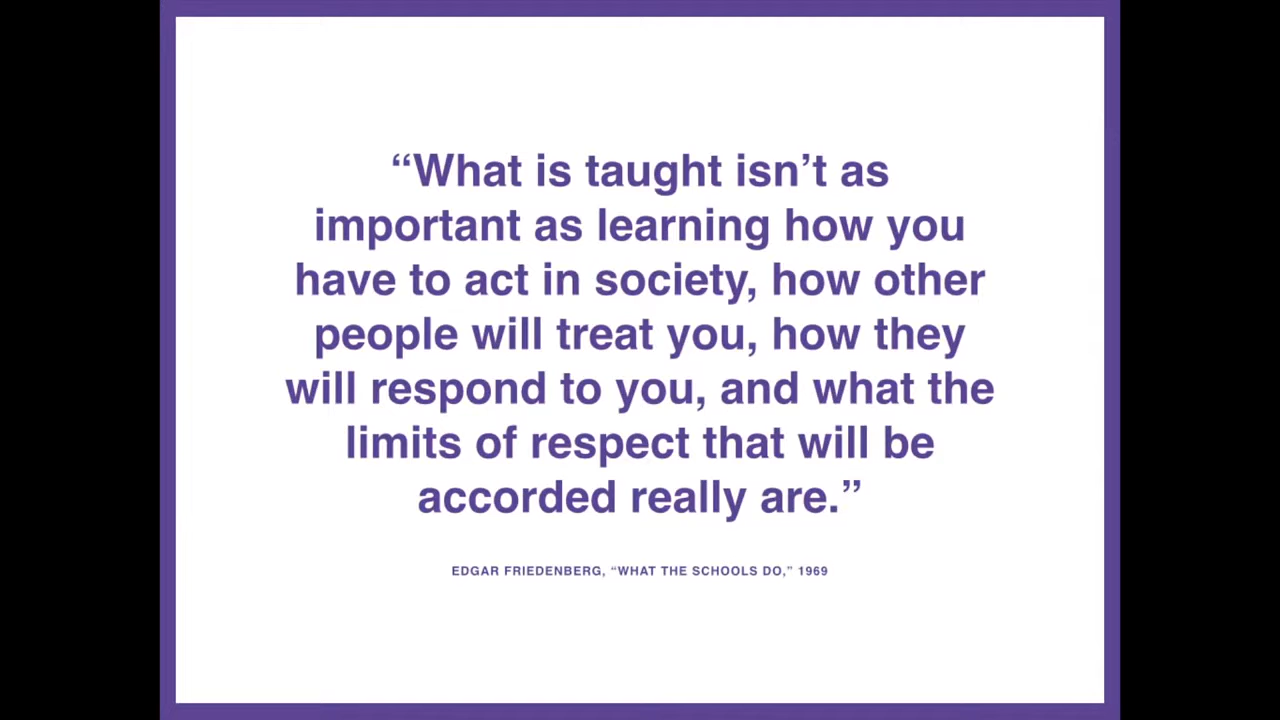 “What is taught isn’t as
important as learning how you
have to act in society, how other
people will treat you, how they
will respond to you, and what the
limits of respect that will be
accorded really are.”
EDGAR FRIEDENBERG, “WHAT THE SCHOOLS DO,” 1969